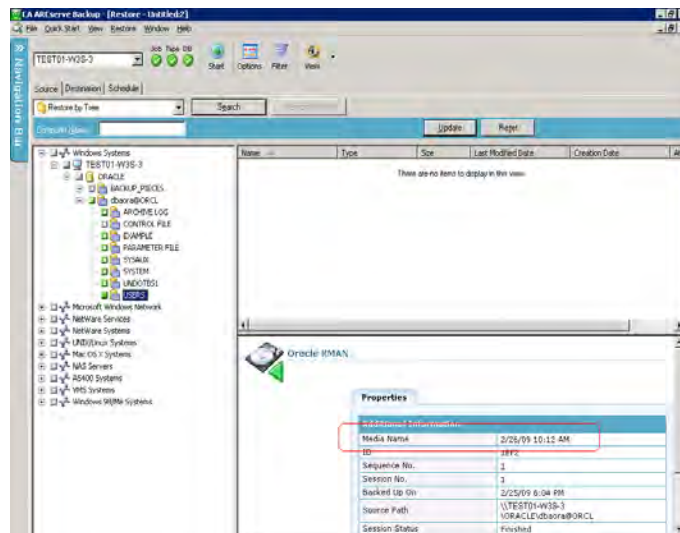 CA ARCserve Backup - [Restore - Untitled:2]
File Quick Start View Restore Window Help
TEST01-W3S-3
Job Tape DB
Start Options Filter View
Source Destination Schedule
Restore by Tree
Search
Update Reset
Navigation Bar
Name Type Size Last Modified Date Creation Date
There are no items to display in this view.
Windows Systems
TEST01-W3S-3
ORACLE
BACKUP_PIECES
dbaora@ORCL
ARCHIVE LOG
CONTROL FILE
EXAMPLE
PARAMETER FILE
SYSAUX
SYSTEM
UNDOTBS1
USERS
Microsoft Windows Network
NetWare Services
NetWare Systems
UNIX/Linux Systems
Mac OS X Systems
NAS Servers
AS400 Systems
VMS Systems
Windows 98/Me Systems
Oracle RMAN
Properties
Additional Information
Media Name 2/26/09 10:12 AM
ID
Sequence No. 1
Session No. 1
Backed Up On 2/25/09 6:04 PM
Source Path \\TEST01-W3S-3
\ORACLE\dbaora@ORCL
Session Status Finished